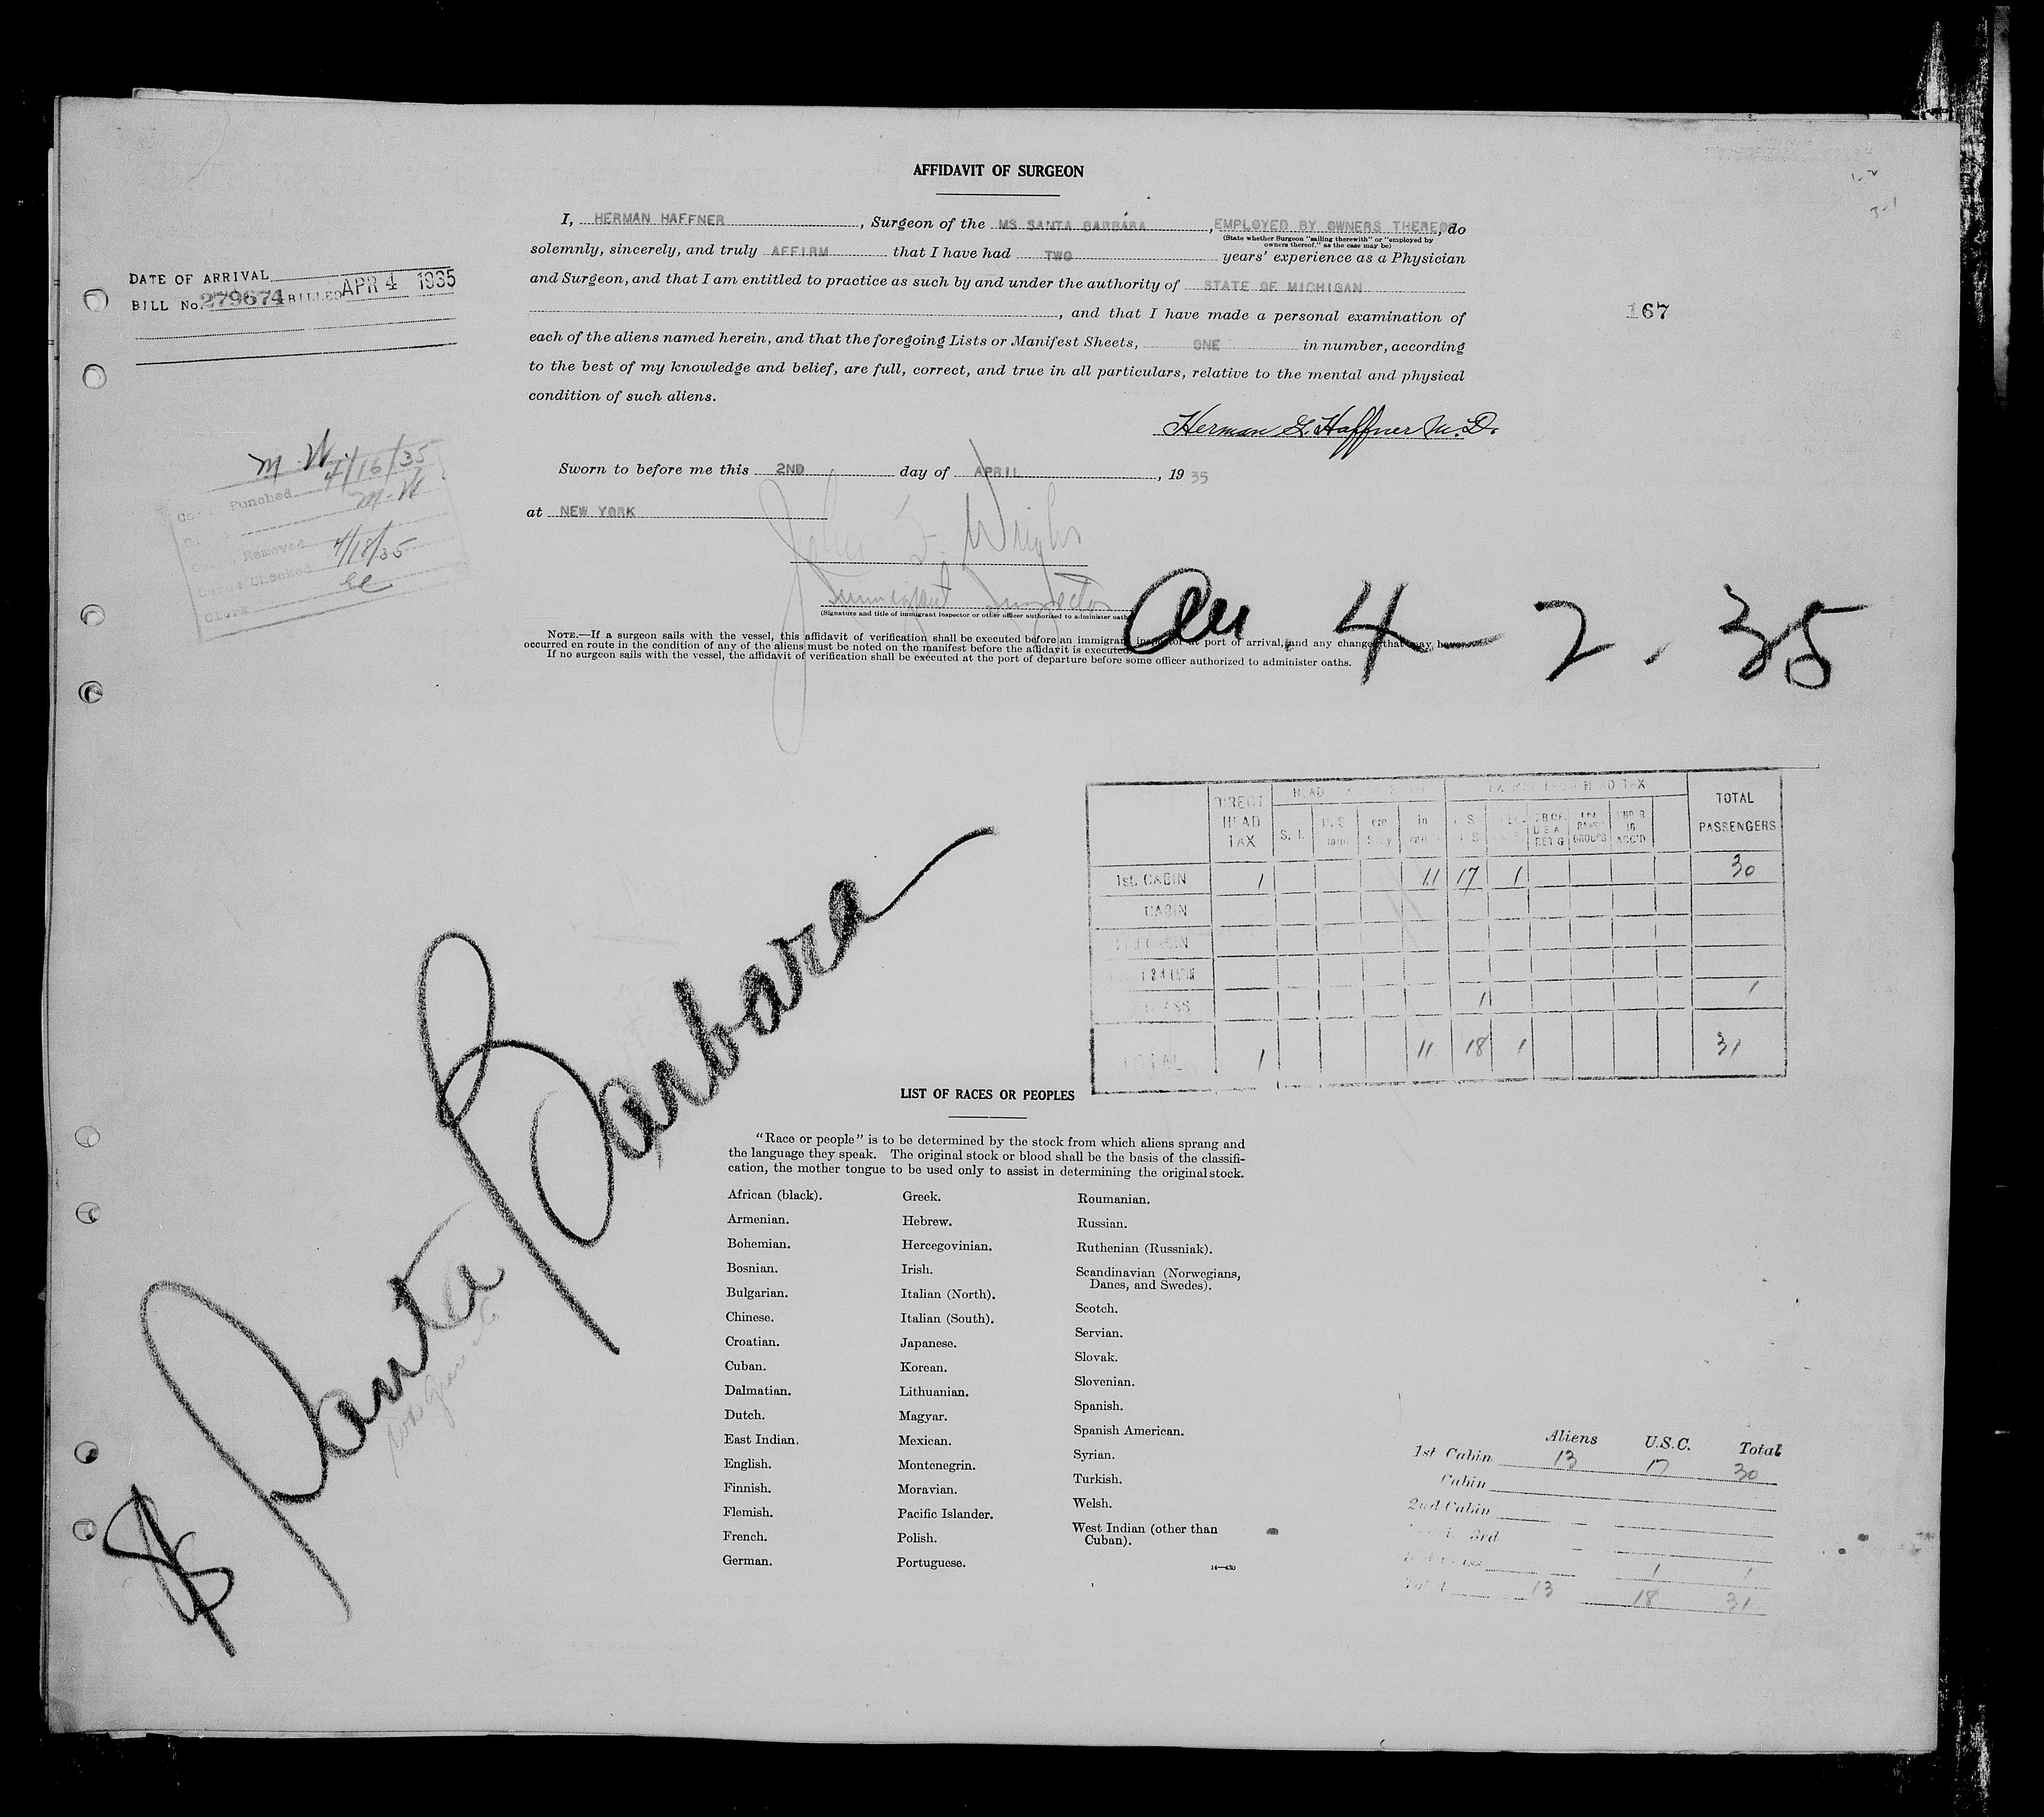 AFFIDAVIT OF SURGEON
I, HERMAN HAFFNER, Surgeon of the MS SANTA BARBARA, EMPLOYED BY OWNERS THEREOF, do
(State whether Surgeon "sailing therewith" or "employed by
owners thereof," as the case may be)
solemnly, sincerely, and truly AFFIRM that I have had TWO years' experience as a Physician
and Surgeon, and that I am entitled to practice as such by and under the authority of STATE OF MICHIGAN
, and that I have made a personal examination of
each of the aliens named herein, and that the foregoing Lists or Manifest Sheets, ONE in number, according
to the best of my knowledge and belief, are full, correct, and true in all particulars, relative to the mental and physical
condition of such aliens.
Herman G. Haffner M.D.
Sworn to before me this 2ND day of APRIL, 1935
at NEW YORK
John Wright
Immigrant Inspector
(Signature and title of immigrant inspector or other officer authorized to administer oath
NOTE.—If a surgeon sails with the vessel, this affidavit of verification shall be executed before an immigrant inspector at port of arrival, and any changes that may have
occurred en route in the condition of any of the aliens must be noted on the manifest before the affidavit is executed.
If no surgeon sails with the vessel, the affidavit of verification shall be executed at the port of departure before some officer authorized to administer oaths.
DATE OF ARRIVAL
BILL No. 279674 BILLED APR 4 1935
167
M.W. 4/16/35
Punched M.W
Removed 4/18/35
Checked
Clerk
4-2.35
DIRECT HEAD TAX
S. I.
TOTAL PASSENGERS
1st. CABIN 1 11 17 1 30
CABIN
1 1
TOTAL 1 11 18 1 31
SS Santa Barbara
LIST OF RACES OR PEOPLES
"Race or people" is to be determined by the stock from which aliens sprang and
the language they speak. The original stock or blood shall be the basis of the classifi-
cation, the mother tongue to be used only to assist in determining the original stock.
African (black).
Armenian.
Bohemian.
Bosnian.
Bulgarian.
Chinese.
Croatian.
Cuban.
Dalmatian.
Dutch.
East Indian.
English.
Finnish.
Flemish.
French.
German.
Greek.
Hebrew.
Hercegovinian.
Irish.
Italian (North).
Italian (South).
Japanese.
Korean.
Lithuanian.
Magyar.
Mexican.
Montenegrin.
Moravian.
Pacific Islander.
Polish.
Portuguese.
Roumanian.
Russian.
Ruthenian (Russniak).
Scandinavian (Norwegians,
Danes, and Swedes).
Scotch.
Servian.
Slovak.
Slovenian.
Spanish.
Spanish American.
Syrian.
Turkish.
Welsh.
West Indian (other than
Cuban).
14—430
Aliens U.S.C. Total
1st Cabin 13 17 30
Cabin
2nd Cabin
3rd
1 1
Total 13 18 31